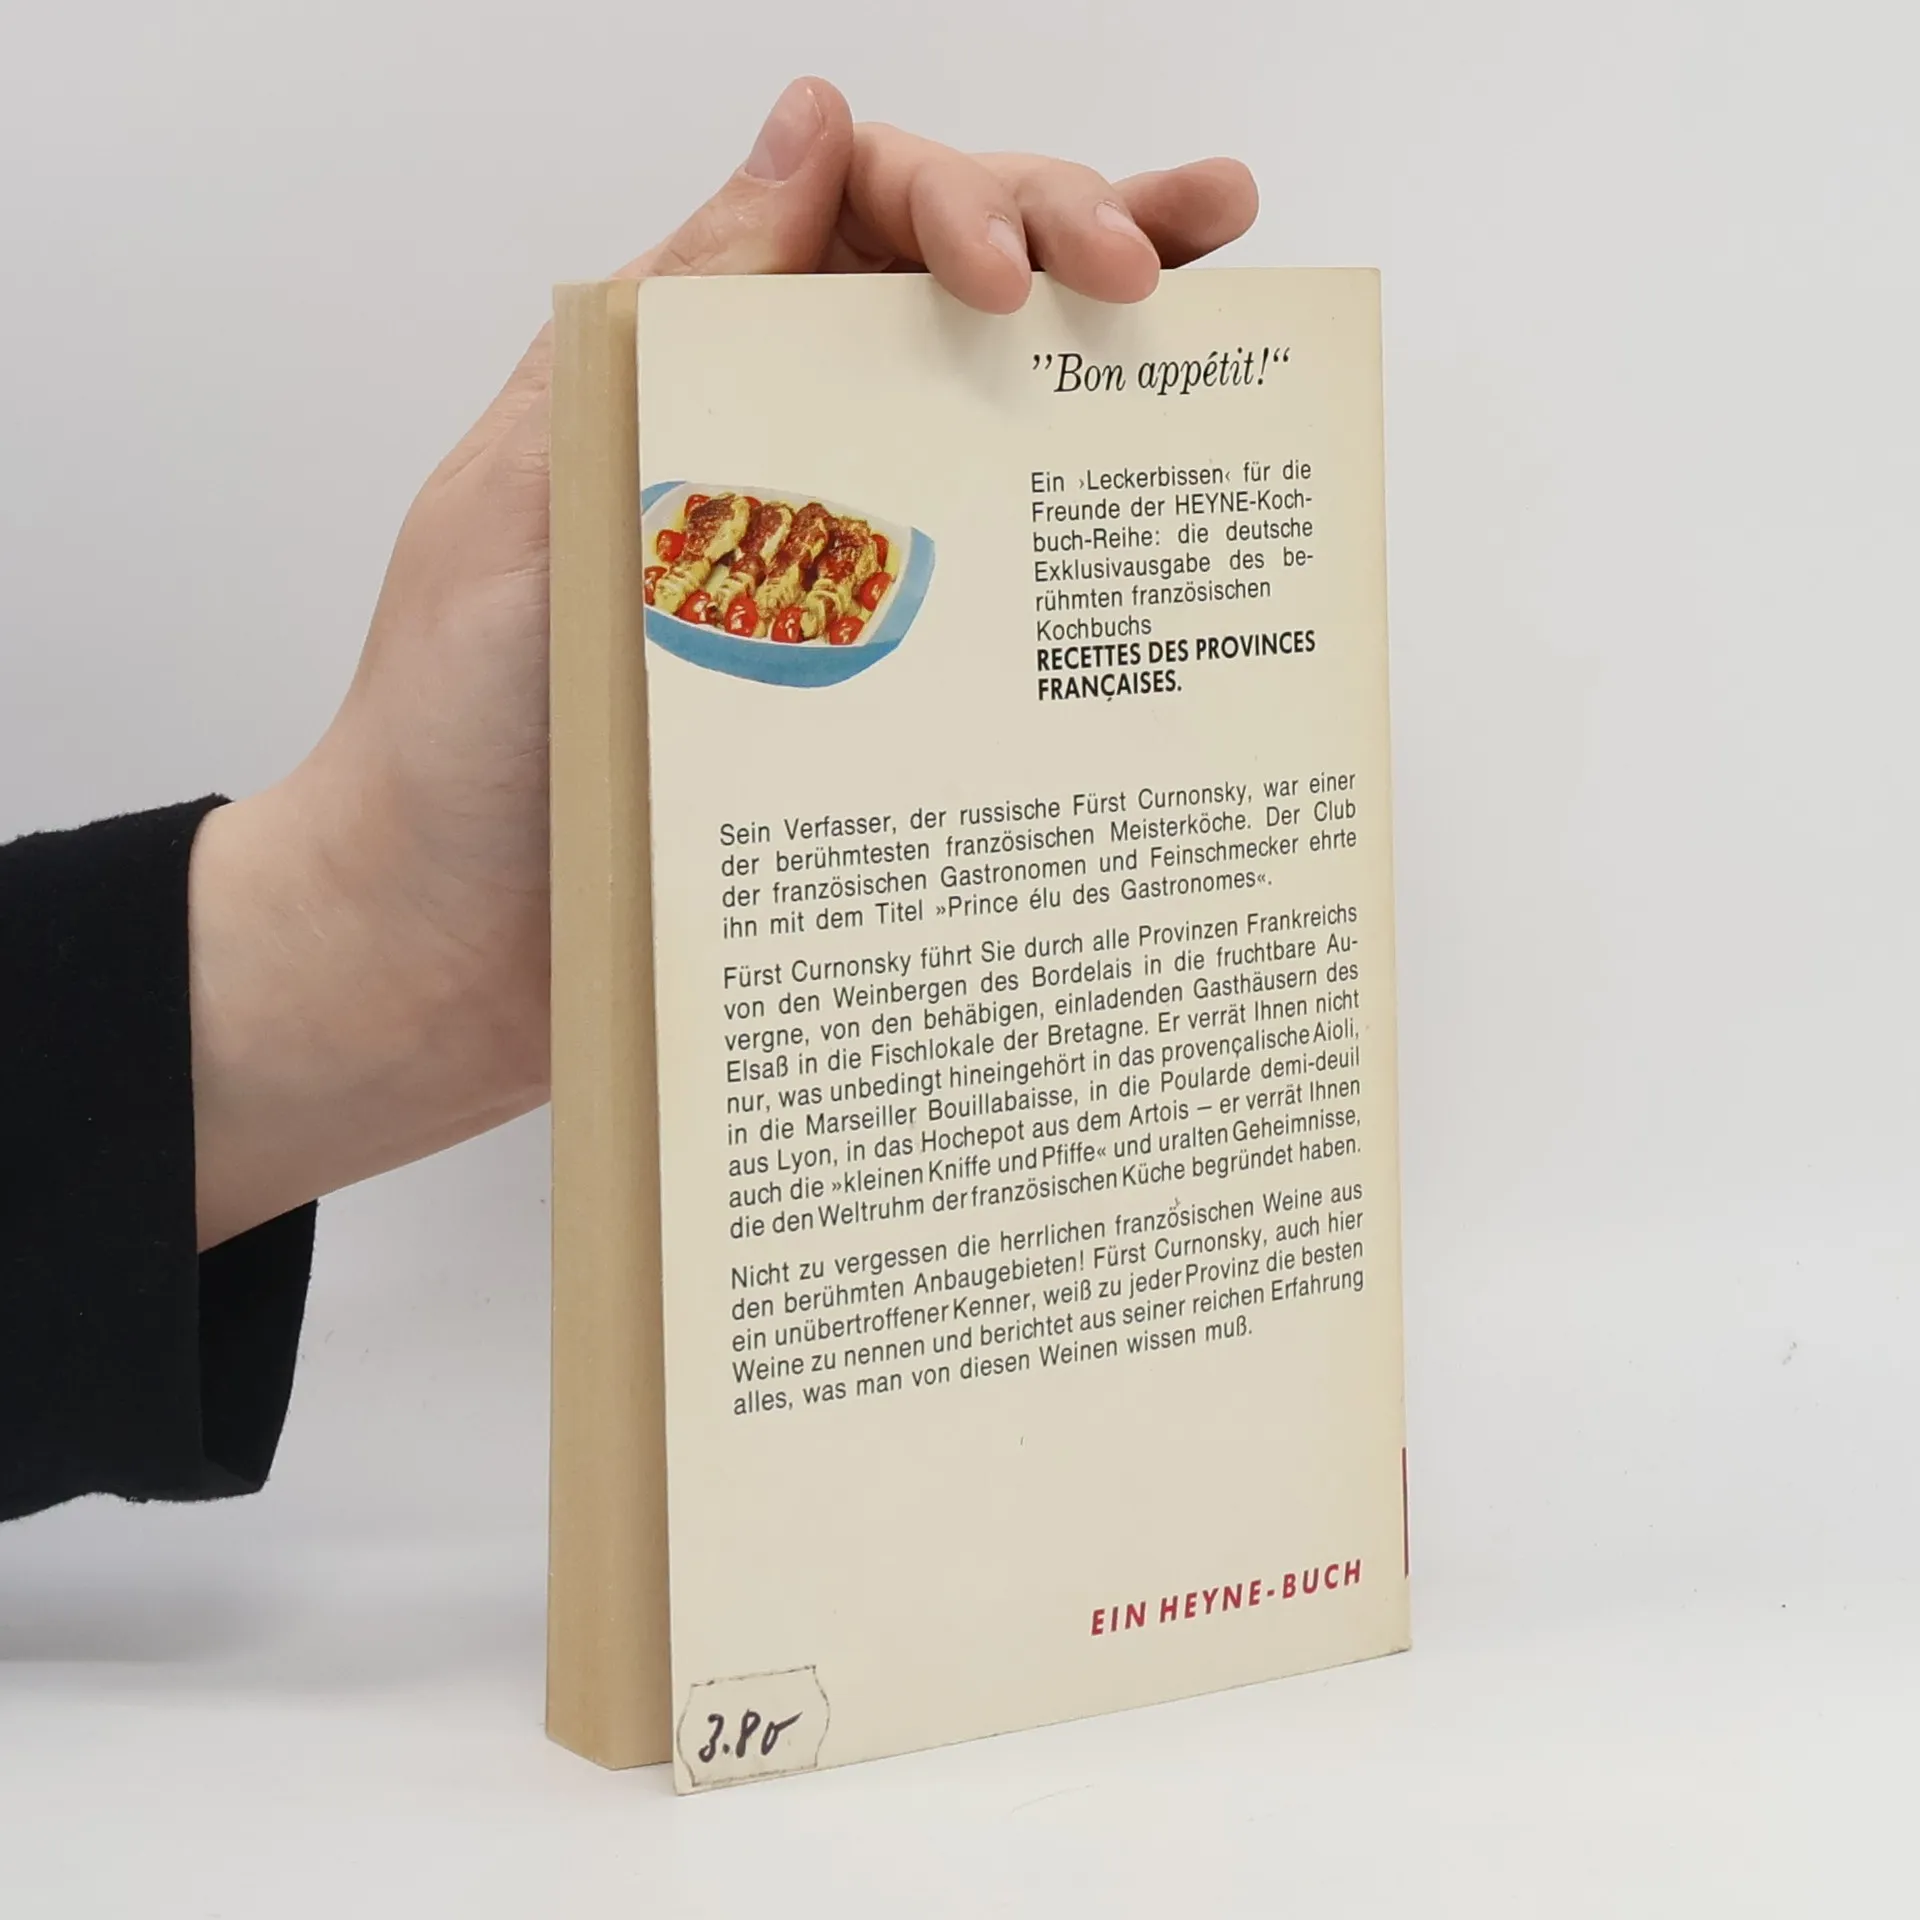 ”Bon appétit!“
Ein ›Leckerbissen‹ für die
Freunde der HEYNE-Koch-
buch-Reihe: die deutsche
Exklusivausgabe des be-
rühmten französischen
Kochbuchs
RECETTES DES PROVINCES
FRANÇAISES.
Sein Verfasser, der russische Fürst Curnonsky, war einer
der berühmtesten französischen Meisterköche. Der Club
der französischen Gastronomen und Feinschmecker ehrte
ihn mit dem Titel »Prince élu des Gastronomes«.
Fürst Curnonsky führt Sie durch alle Provinzen Frankreichs
von den Weinbergen des Bordelais in die fruchtbare Au-
vergne, von den behäbigen, einladenden Gasthäusern des
Elsaß in die Fischlokale der Bretagne. Er verrät Ihnen nicht
nur, was unbedingt hineingehört in das provençalische Aioli,
in die Marseiller Bouillabaisse, in die Poularde demi-deuil
aus Lyon, in das Hochepot aus dem Artois – er verrät Ihnen
auch die »kleinen Kniffe und Pfiffe« und uralten Geheimnisse,
die den Weltruhm der französischen Küche begründet haben.
Nicht zu vergessen die herrlichen französischen Weine aus
den berühmten Anbaugebieten! Fürst Curnonsky, auch hier
ein unübertroffener Kenner, weiß zu jeder Provinz die besten
Weine zu nennen und berichtet aus seiner reichen Erfahrung
alles, was man von diesen Weinen wissen muß.
EIN HEYNE-BUCH
3.80